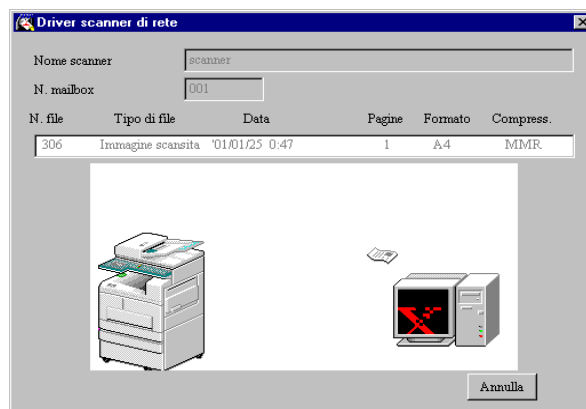 Driver scanner di rete
Nome scanner scanner
N. mailbox 001
N. file Tipo di file Data Pagine Formato Compress.
306 Immagine scansita '01/01/25 0:47 1 A4 MMR
Annulla